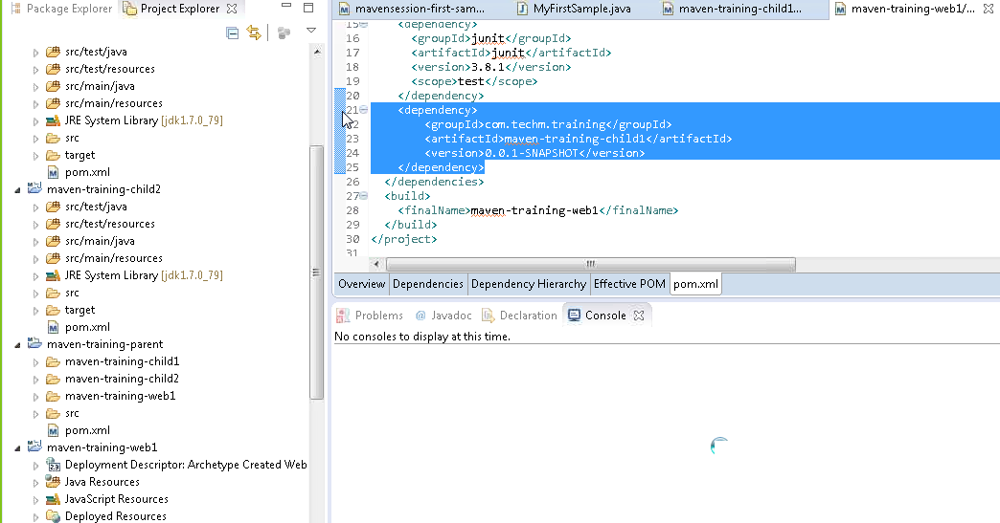 Package Explorer
Project Explorer
src/test/java
src/test/resources
src/main/java
src/main/resources
JRE System Library [jdk1.7.0_79]
src
target
pom.xml
maven-training-child2
src/test/java
src/test/resources
src/main/java
src/main/resources
JRE System Library [jdk1.7.0_79]
src
target
pom.xml
maven-training-parent
maven-training-child1
maven-training-child2
maven-training-web1
src
pom.xml
maven-training-web1
Deployment Descriptor: Archetype Created Web
Java Resources
JavaScript Resources
Deployed Resources
mavensession-first-sam...
MyFirstSample.java
maven-training-child1...
maven-training-web1/...
15 <dependency>
16 <groupId>junit</groupId>
17 <artifactId>junit</artifactId>
18 <version>3.8.1</version>
19 <scope>test</scope>
20 </dependency>
21 <dependency>
22 <groupId>com.techm.training</groupId>
23 <artifactId>maven-training-child1</artifactId>
24 <version>0.0.1-SNAPSHOT</version>
25 </dependency>
26 </dependencies>
27 <build>
28 <finalName>maven-training-web1</finalName>
29 </build>
30 </project>
31
Overview Dependencies Dependency Hierarchy Effective POM pom.xml
Problems @ Javadoc Declaration Console
No consoles to display at this time.